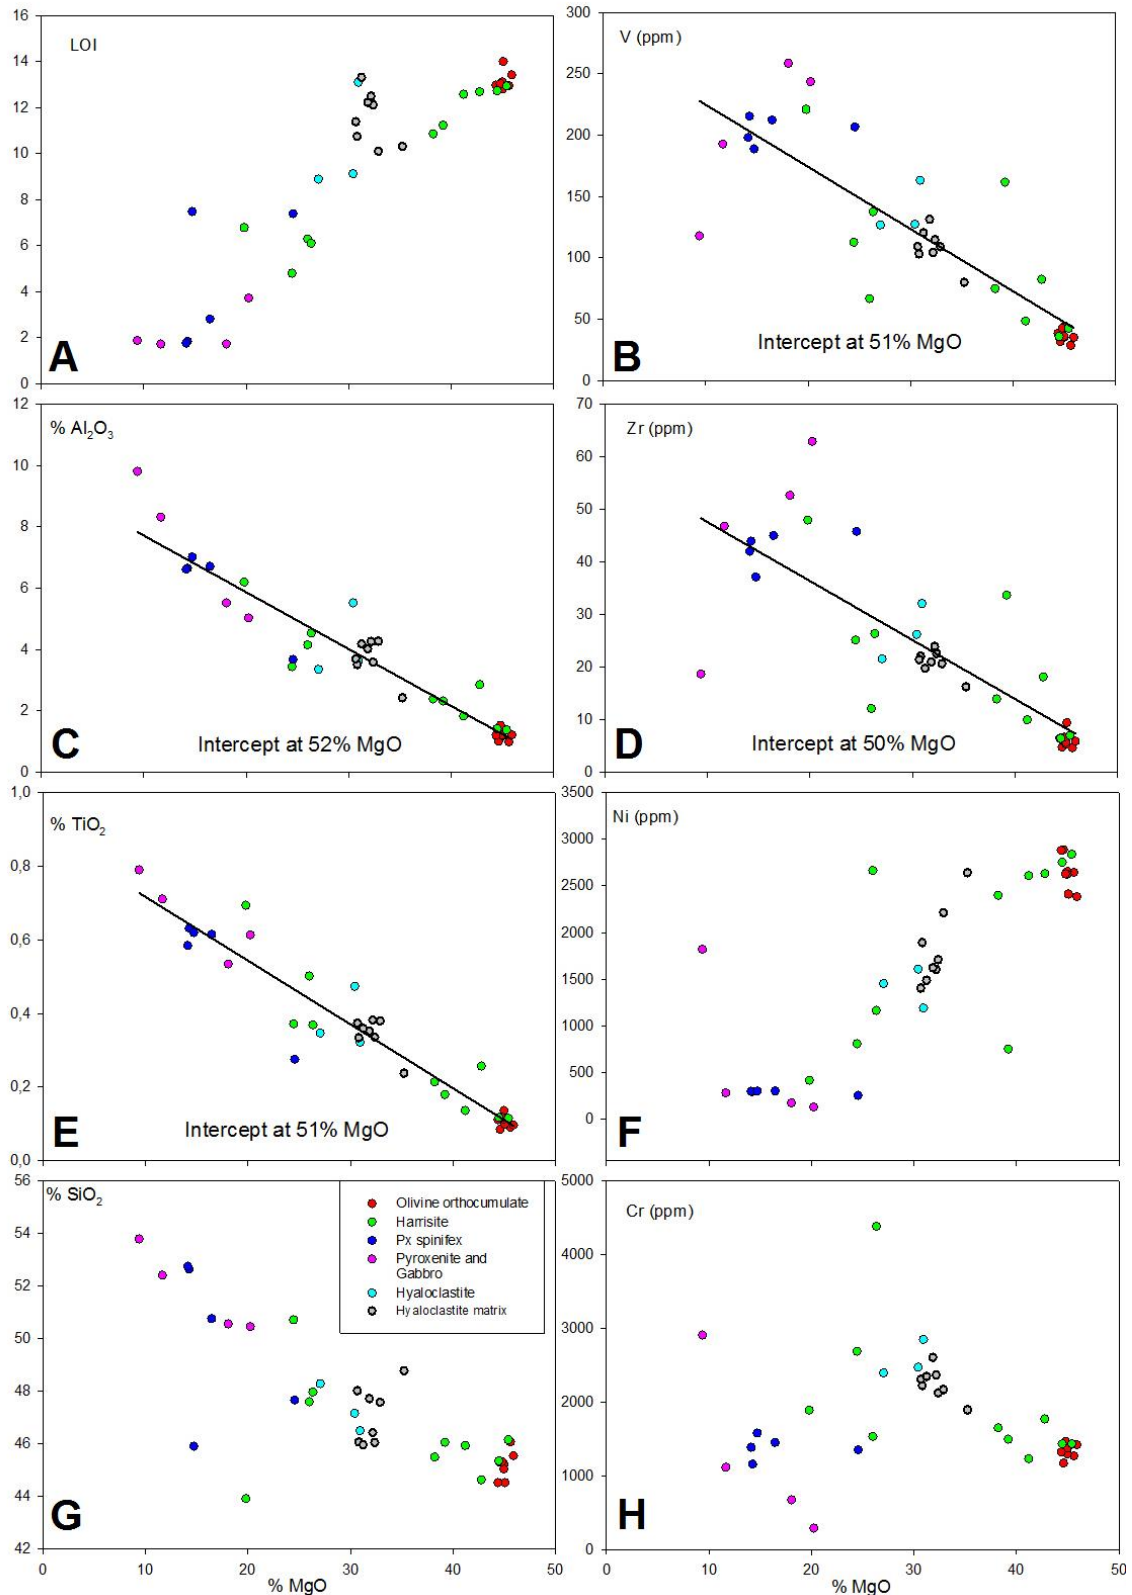 16
14
12
10
8
6
4
2
0
LOI
A
300
250
200
150
100
50
0
V (ppm)
Intercept at 51% MgO
B
12
10
8
6
4
2
0
% Al₂O₃
Intercept at 52% MgO
C
70
60
50
40
30
20
10
0
Zr (ppm)
Intercept at 50% MgO
D
1,0
0,8
0,6
0,4
0,2
0,0
% TiO₂
Intercept at 51% MgO
E
3500
3000
2500
2000
1500
1000
500
0
Ni (ppm)
F
56
54
52
50
48
46
44
42
% SiO₂
Olivine orthocumulate
Harrisite
Px spinifex
Pyroxenite and
Gabbro
Hyaloclastite
Hyaloclastite matrix
G
0 10 20 30 40 50
% MgO
5000
4000
3000
2000
1000
0
Cr (ppm)
H
0 10 20 30 40 50
% MgO